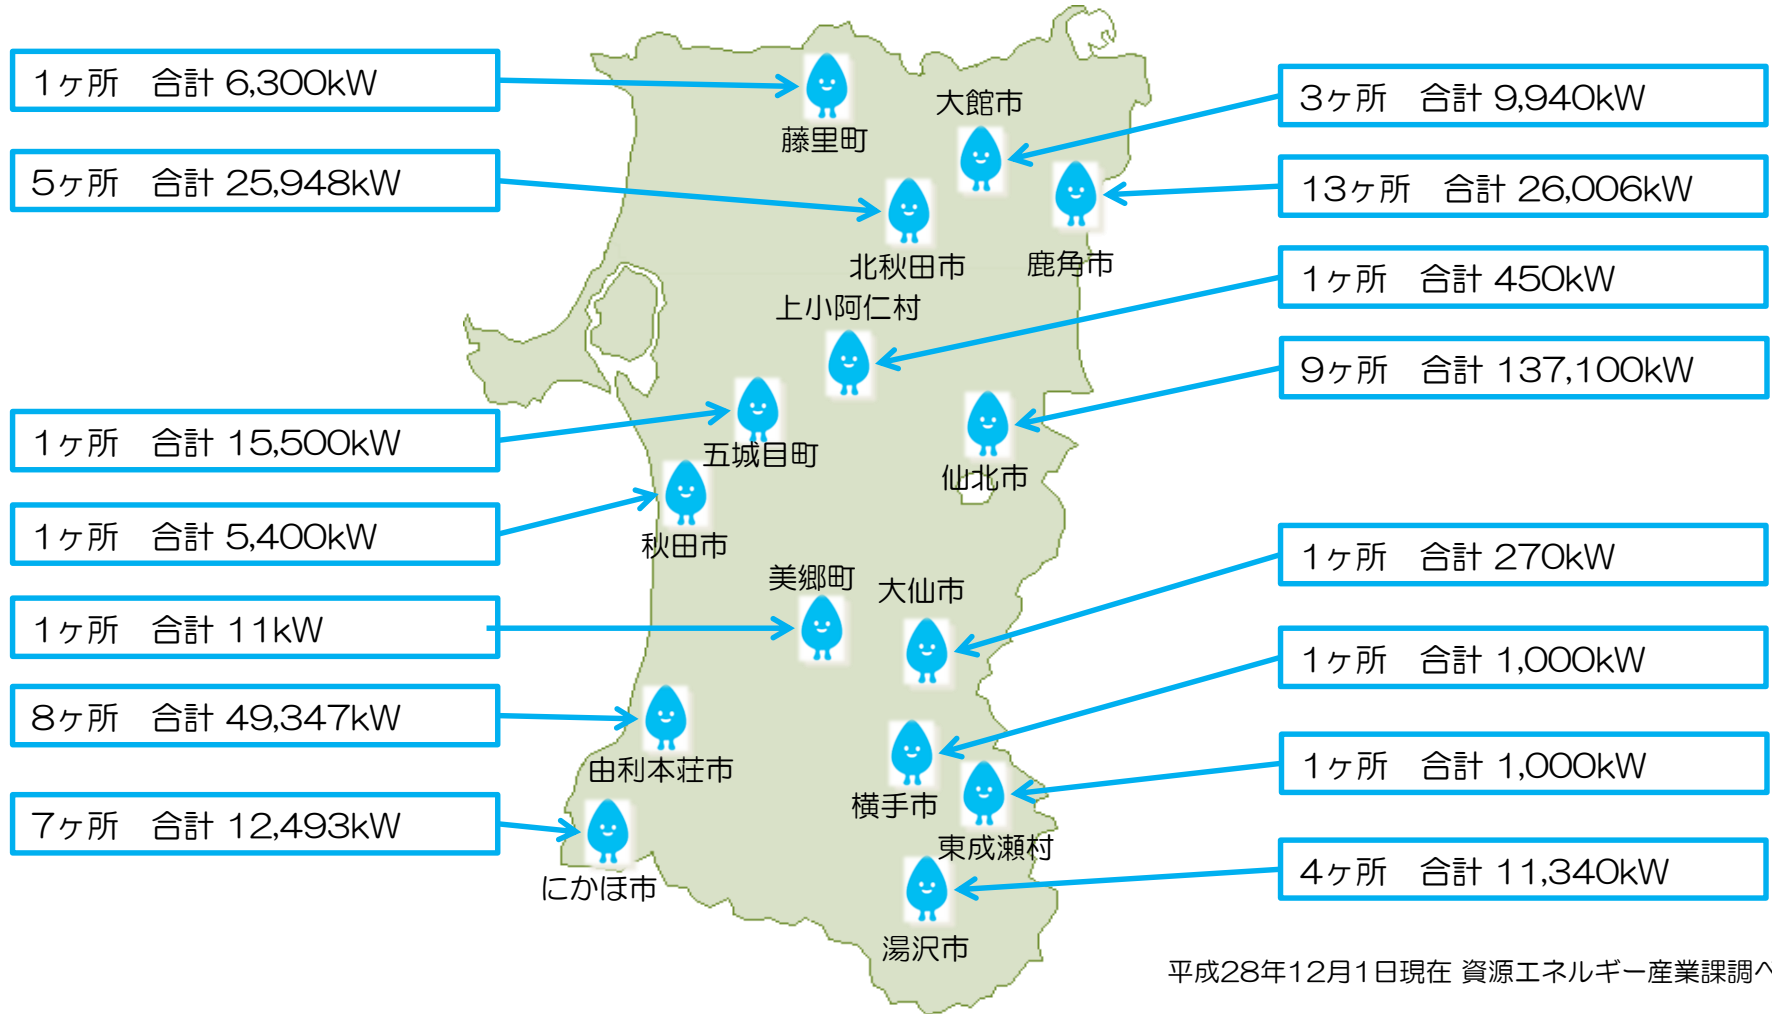 1ヶ所　合計 6,300kW
5ヶ所　合計 25,948kW
1ヶ所　合計 15,500kW
1ヶ所　合計 5,400kW
1ヶ所　合計 11kW
8ヶ所　合計 49,347kW
7ヶ所　合計 12,493kW
藤里町
大館市
北秋田市
鹿角市
上小阿仁村
五城目町
仙北市
秋田市
美郷町
大仙市
由利本荘市
横手市
東成瀬村
にかほ市
湯沢市
3ヶ所　合計 9,940kW
13ヶ所　合計 26,006kW
1ヶ所　合計 450kW
9ヶ所　合計 137,100kW
1ヶ所　合計 270kW
1ヶ所　合計 1,000kW
1ヶ所　合計 1,000kW
4ヶ所　合計 11,340kW
平成28年12月1日現在 資源エネルギー産業課調べ